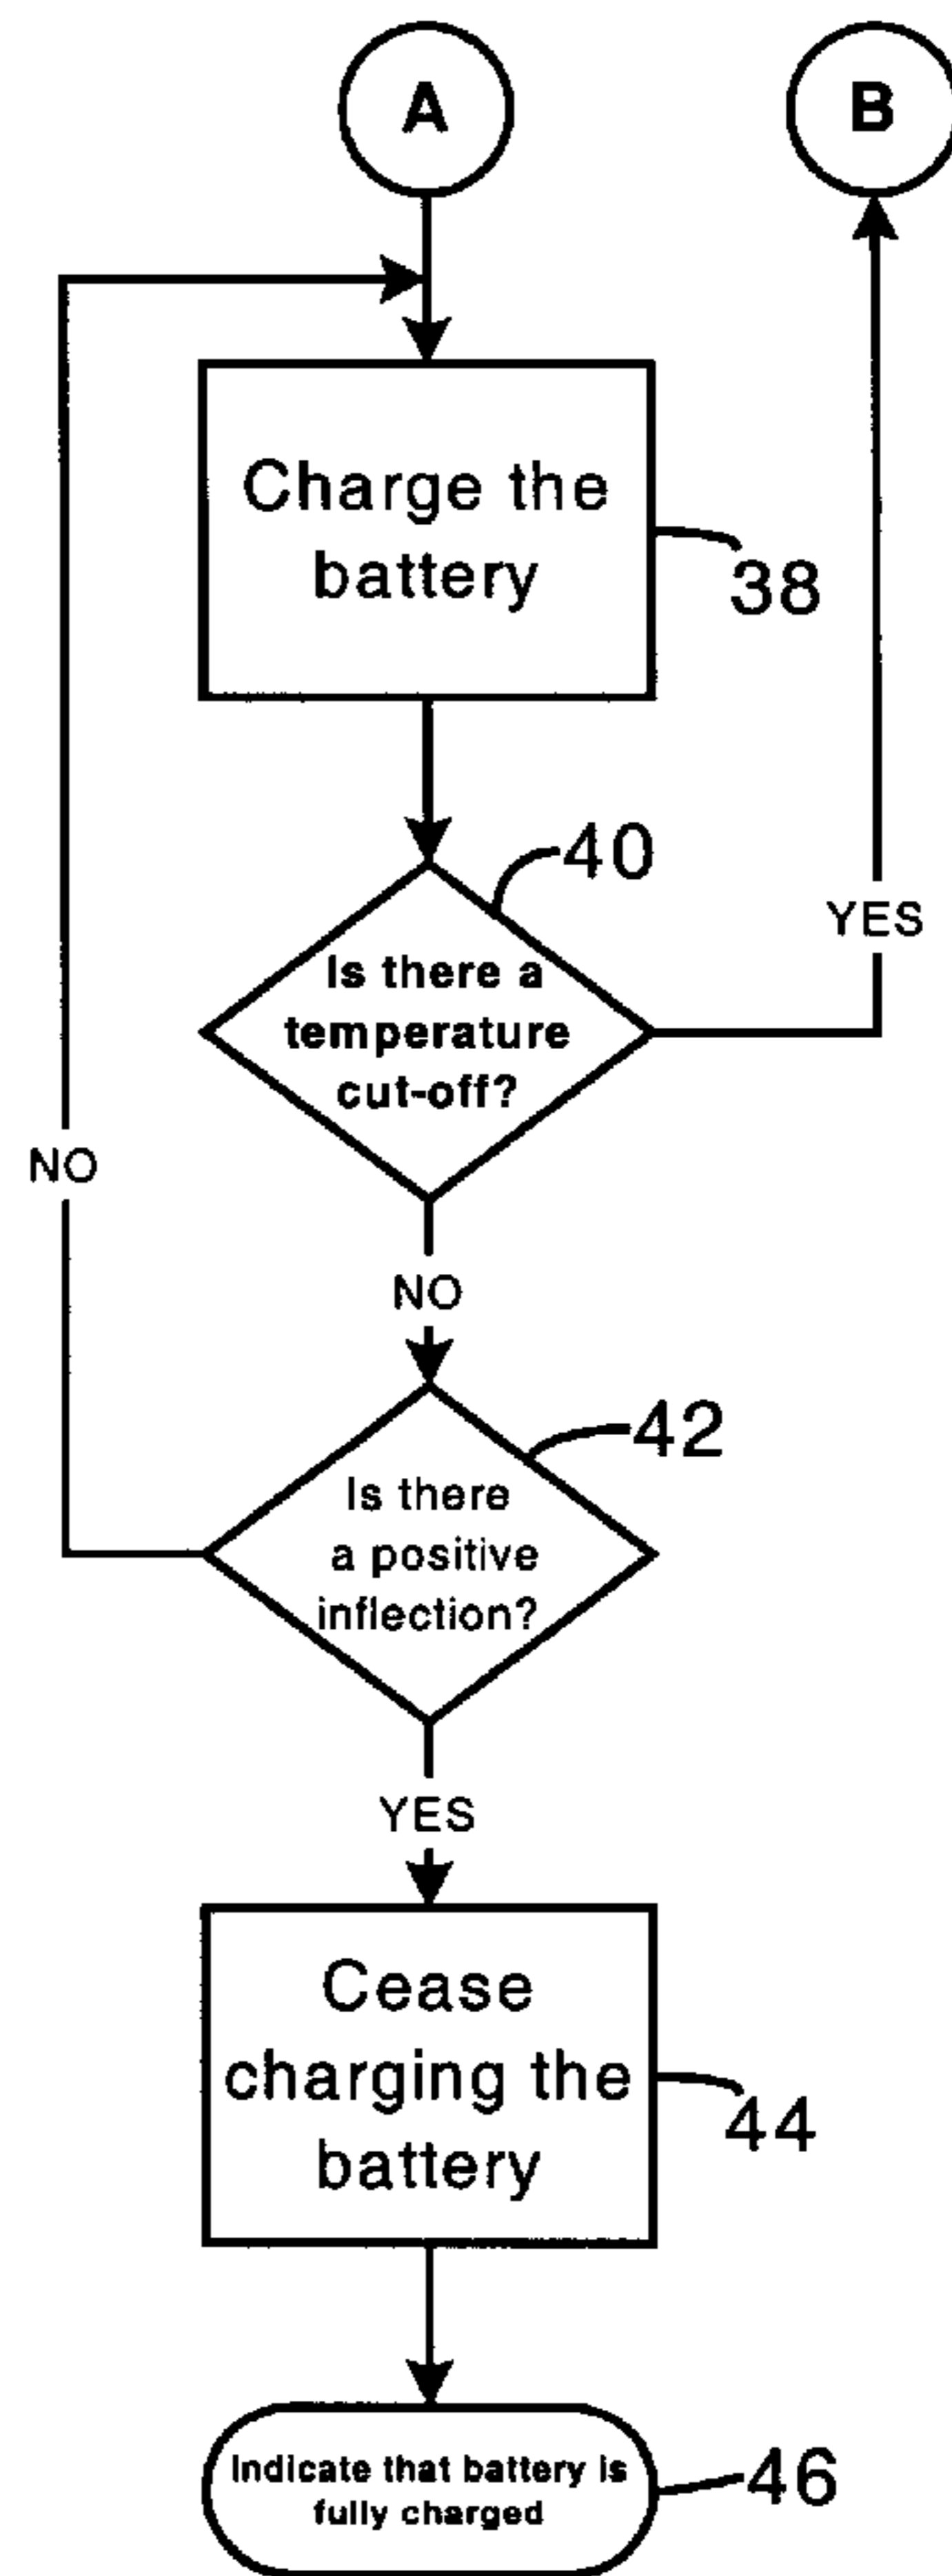 A
B
Charge the
battery
38
40
Is there a
temperature
cut-off?
YES
NO
NO
42
Is there
a positive
inflection?
YES
Cease
charging the
battery
44
Indicate that battery is
fully charged
46